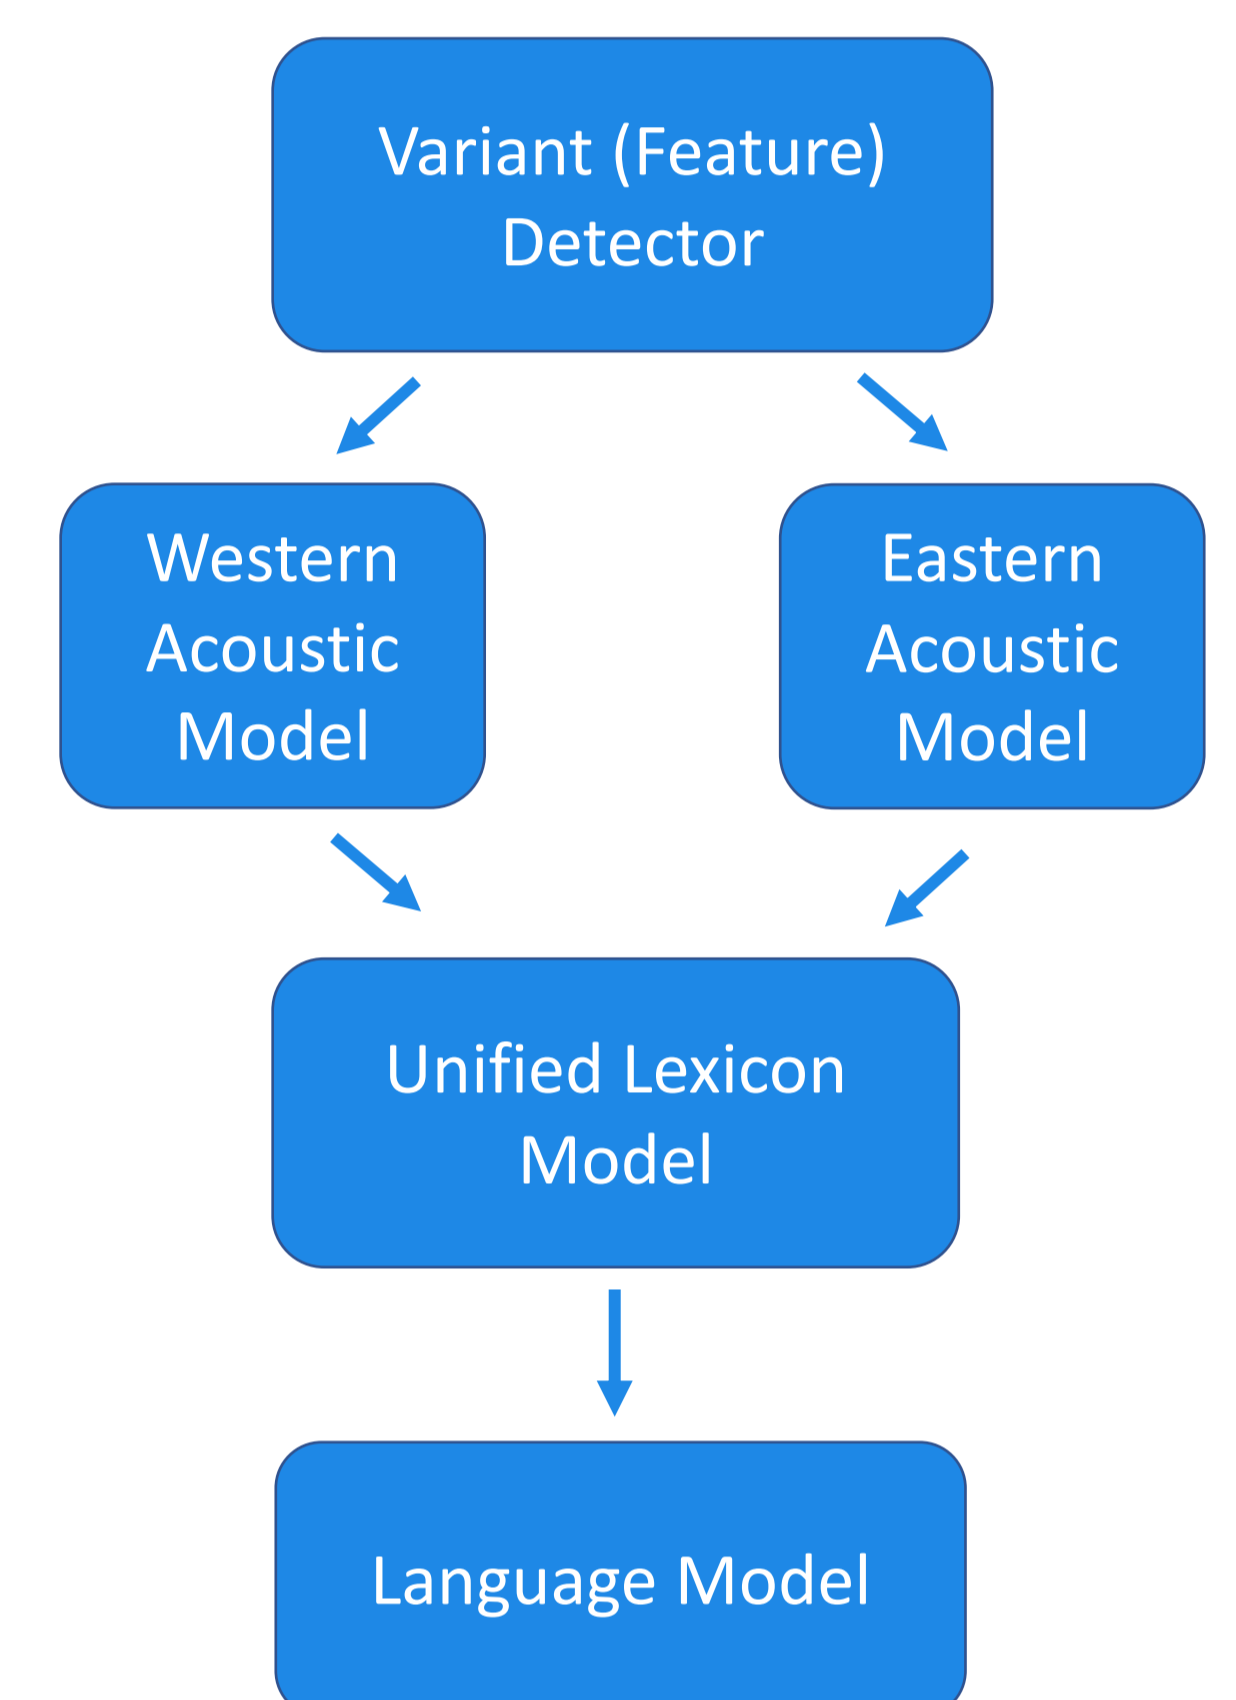 Variant (Feature)
Detector
Western
Acoustic
Model
Eastern
Acoustic
Model
Unified Lexicon
Model
Language Model